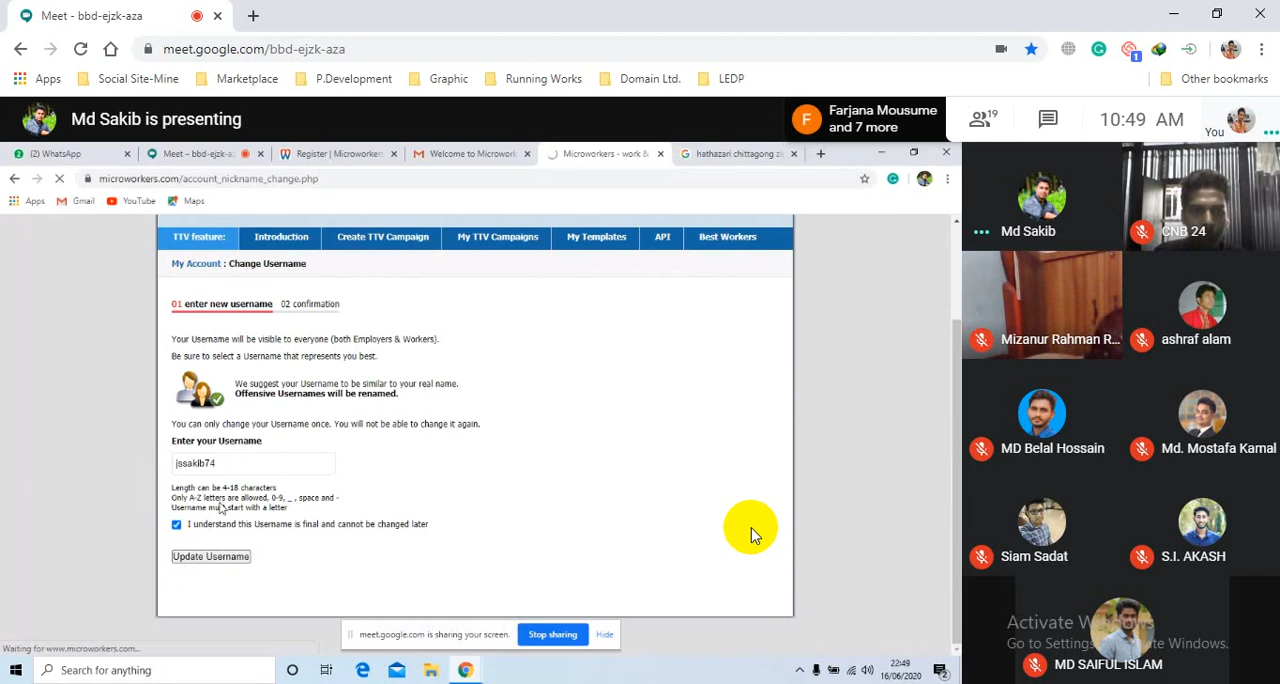 Meet - bbd-ejzk-aza
meet.google.com/bbd-ejzk-aza
1
Apps
Social Site-Mine
Marketplace
P.Development
Graphic
Running Works
Domain Ltd.
LEDP
Other bookmarks
Md Sakib is presenting
F
Farjana Mousume
and 7 more
19
10:49 AM
You
(2) WhatsApp
Meet – bbd-ejzk-az
Register | Microworkers
Welcome to Microwork
Microworkers - work &
hathazari chittagong zi
microworkers.com/account_nickname_change.php
Apps
Gmail
YouTube
Maps
TTV feature:
Introduction
Create TTV Campaign
My TTV Campaigns
My Templates
API
Best Workers
My Account : Change Username
01 enter new username
02 confirmation
Your Username will be visible to everyone (both Employers & Workers).
Be sure to select a Username that represents you best.
We suggest your Username to be similar to your real name.
Offensive Usernames will be renamed.
You can only change your Username once. You will not be able to change it again.
Enter your Username
jssakib74
Length can be 4-18 characters
Only A-Z letters are allowed, 0-9, _ , space and -
Username must start with a letter
I understand this Username is final and cannot be changed later
Update Username
meet.google.com is sharing your screen.
Stop sharing
Hide
Waiting for www.microworkers.com...
Md Sakib
CNB 24
Mizanur Rahman R...
ashraf alam
MD Belal Hossain
Md. Mostafa Kamal
Siam Sadat
S.I. AKASH
MD SAIFUL ISLAM
Activate Windows
Go to Settings to activate Windows.
Search for anything
22:49
16/06/2020
2